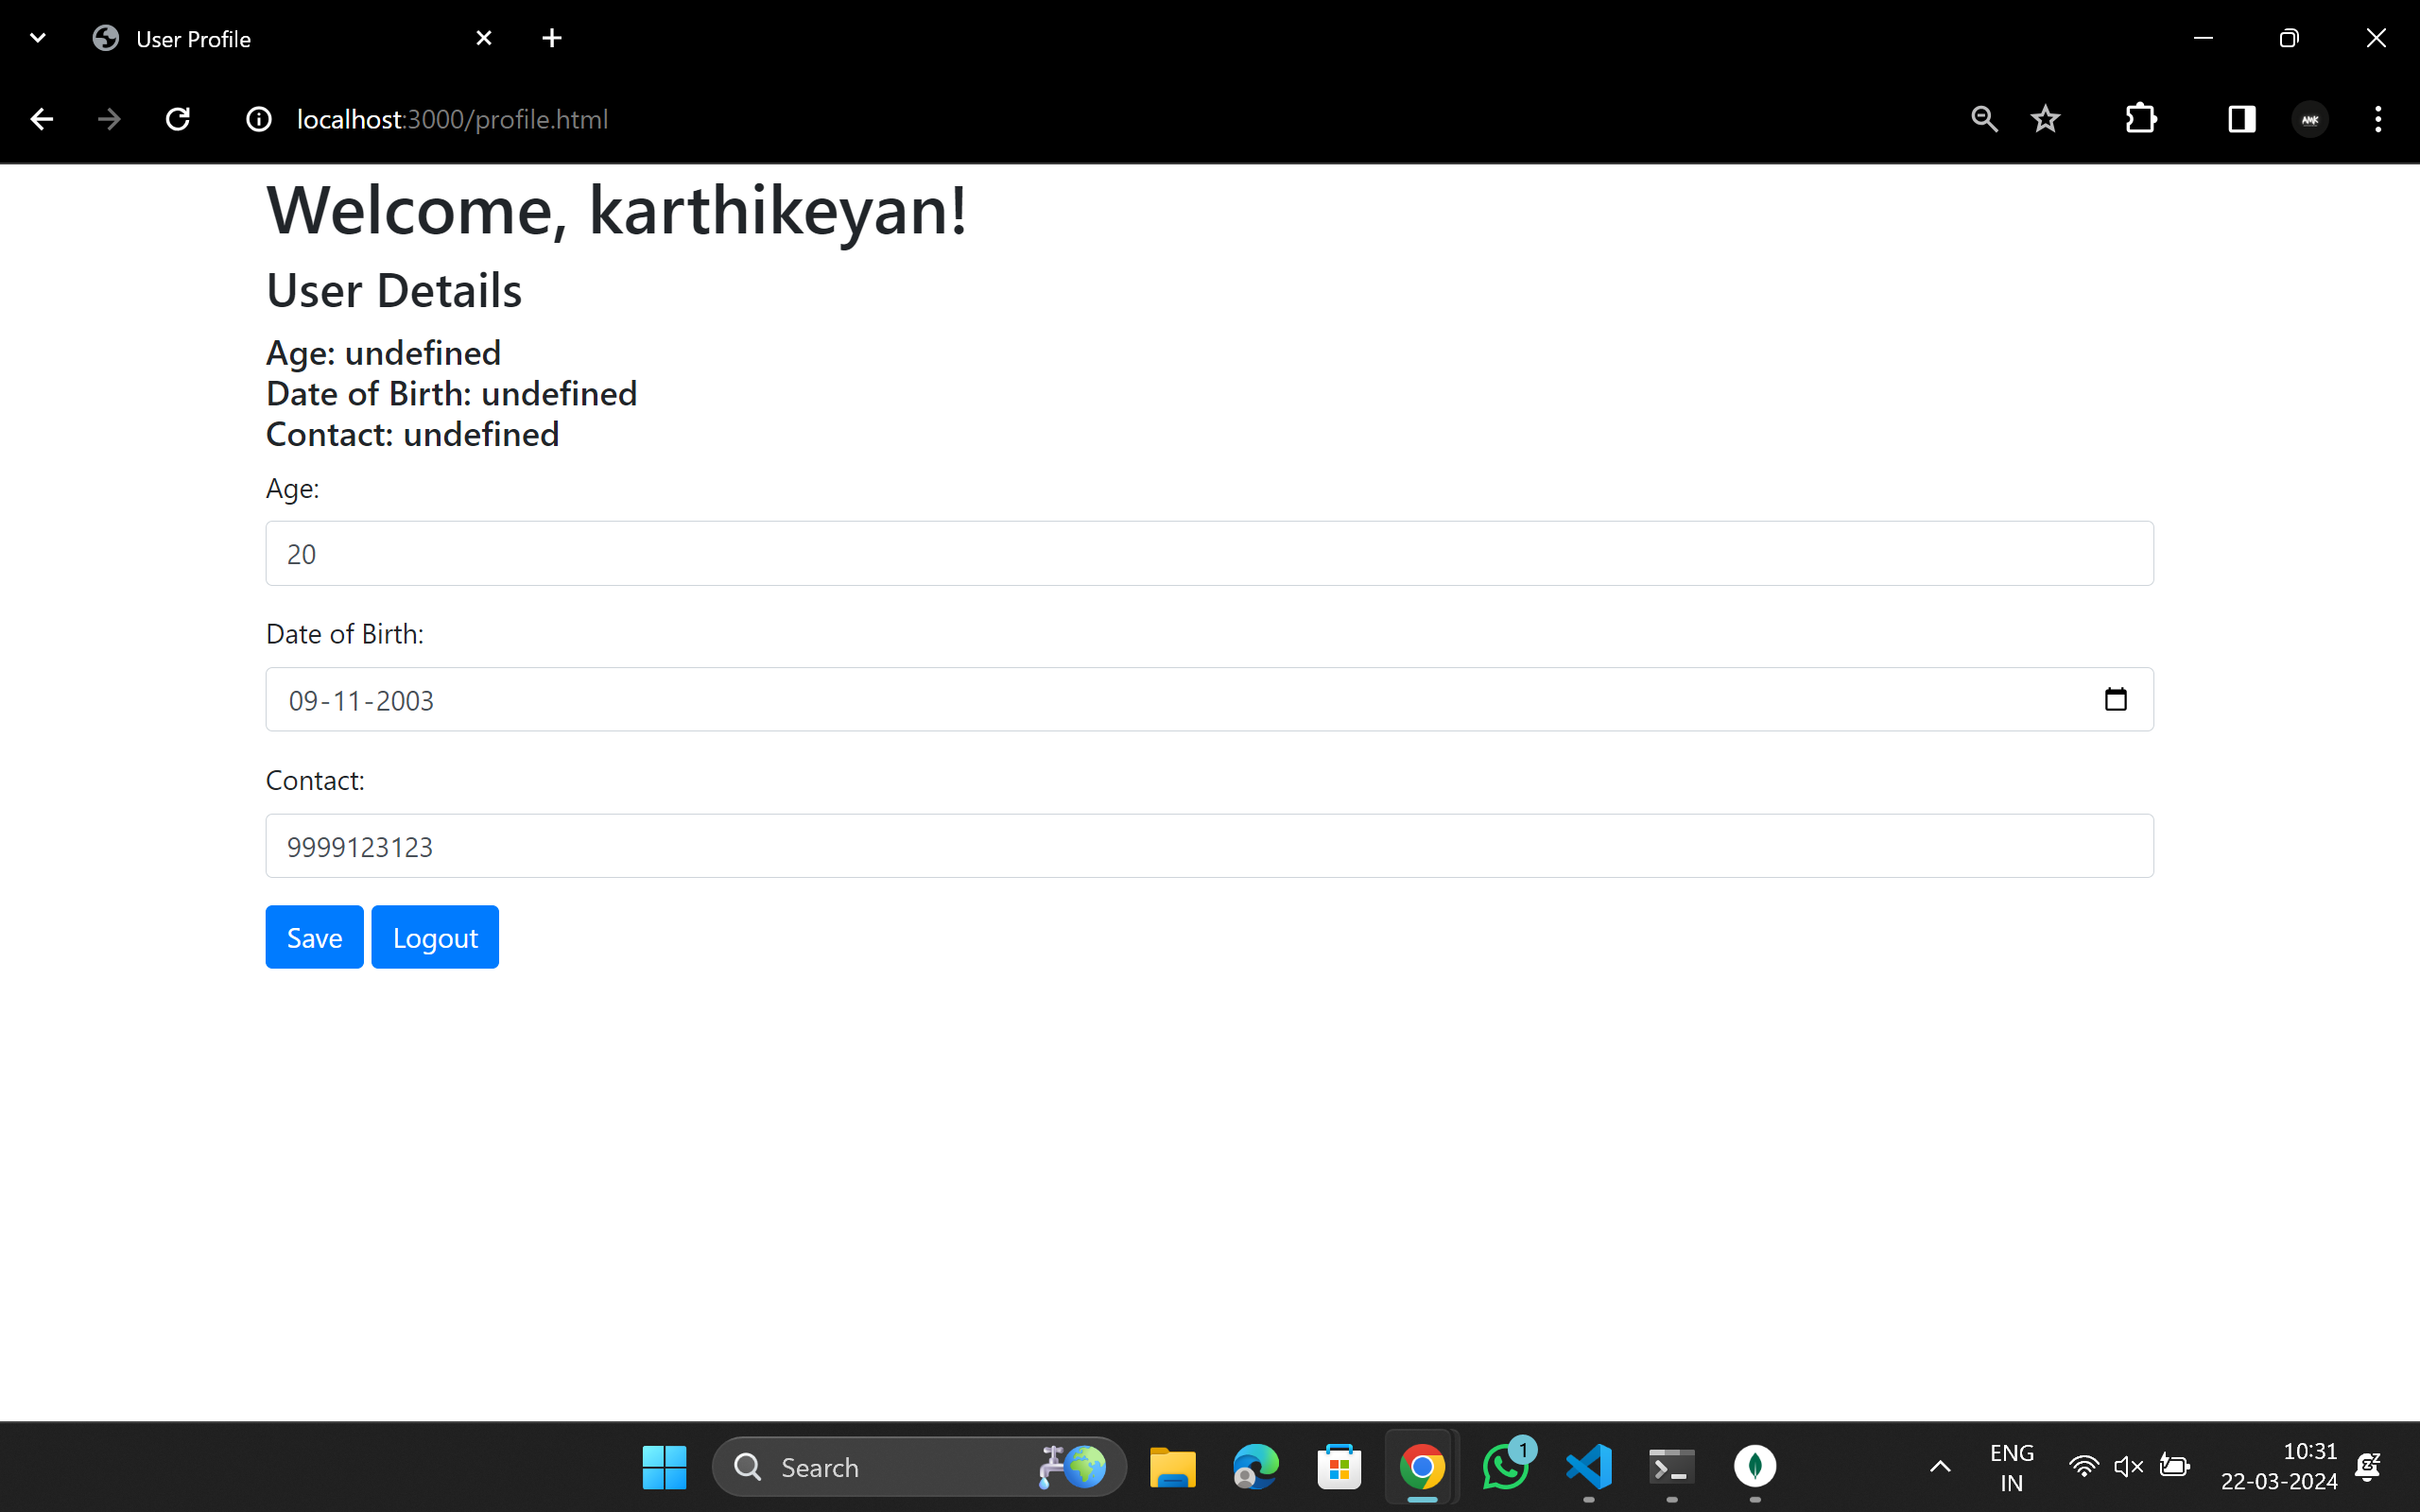 User Profile
localhost:3000/profile.html
Welcome, karthikeyan!
User Details
Age: undefined
Date of Birth: undefined
Contact: undefined
Age:
20
Date of Birth:
09-11-2003
Contact:
9999123123
Save Logout
Search
1
ENG
IN
10:31
22-03-2024